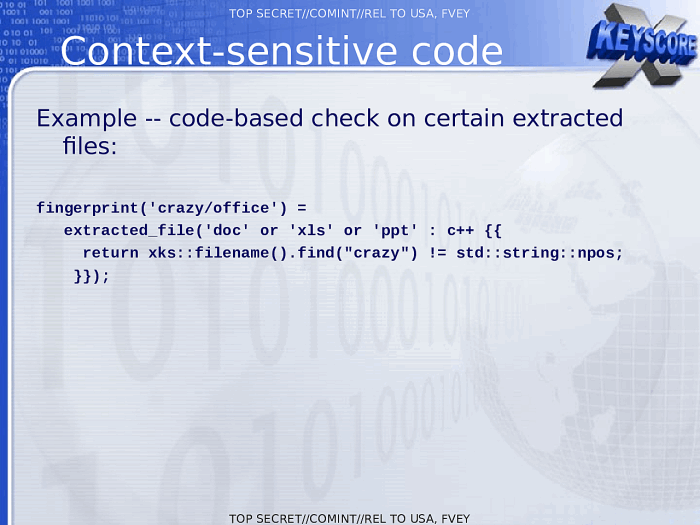 TOP SECRET//COMINT//REL TO USA, FVEY
Context-sensitive code
X
KEYSCORE
Example -- code-based check on certain extracted
files:
fingerprint('crazy/office') =
extracted_file('doc' or 'xls' or 'ppt' : c++ {{
return xks::filename().find("crazy") != std::string::npos;
}});
TOP SECRET//COMINT//REL TO USA, FVEY